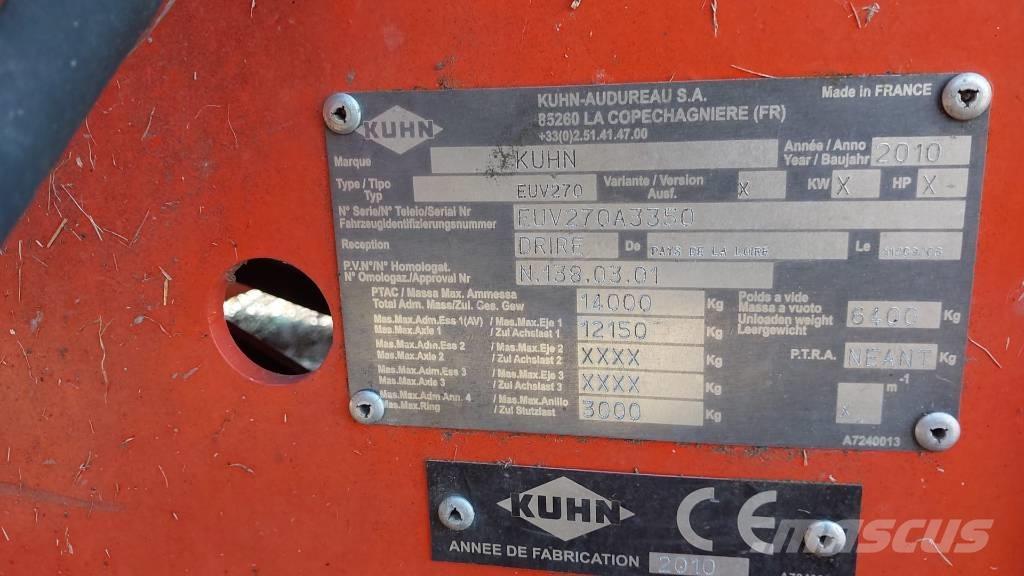 KUHN
KUHN-AUDUREAU S.A.
85260 LA COPECHAGNIERE (FR)
+33(0)2.51.41.47.00
Made in FRANCE
Marque KUHN Année / Anno
Year / Baujahr 2010
Type / Tipo
Typ EUV270 Variante / Version
Ausf. X KW X HP X
N° Serie/N° Teleio/Serial Nr
Fahrzeugidentifizierungsnummer EUV270A3350
Reception DRIRE De PAYS DE LA LOIRE Le
P.V.N°/N° Homologat.
N° Omologaz./Approval Nr N.138.03.01
PTAC / Massa Max. Ammessa
Total Adm. Mass/Zul. Ges. Gew 14000 Kg
Mas.Max.Adm.Ess 1(AV) / Mas.Max.Eje 1
Mas.Max.Axle 1 / Zul Achslast 1 12150 Kg
Mas.Max.Adm.Ess 2 / Mas.Max.Eje 2
Mas.Max.Axle 2 / Zul Achslast 2 XXXX Kg
Mas.Max.Adm.Ess 3 / Mas.Max.Eje 3
Mas.Max.Axle 3 / Zul Achslast 3 XXXX Kg
Mas.Max.Adm Ann. 4 / Mas.Max.Anillo
Mas.Max.Ring / Zul Stutzlast 3000 Kg
Poids a vide
Massa a vuoto
Unloden weight
Leergewicht 6400 Kg
P.T.R.A. NEANT Kg
X m-1
A7240013
KUHN CE
ANNEE DE FABRICATION 2010
mascus